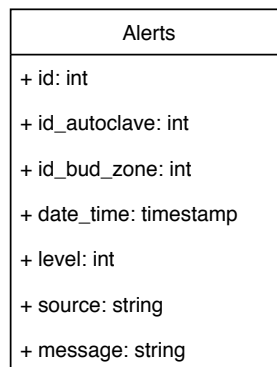 Alerts
+ id: int
+ id_autoclave: int
+ id_bud_zone: int
+ date_time: timestamp
+ level: int
+ source: string
+ message: string